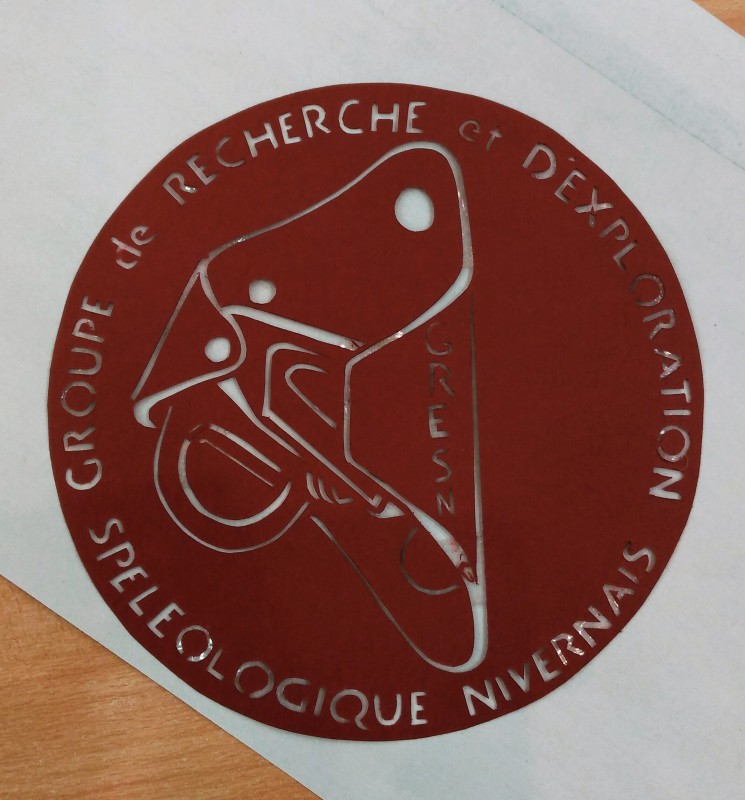 GROUPE de RECHERCHE et D'EXPLORATION
SPELEOLOGIQUE NIVERNAIS
GRESN